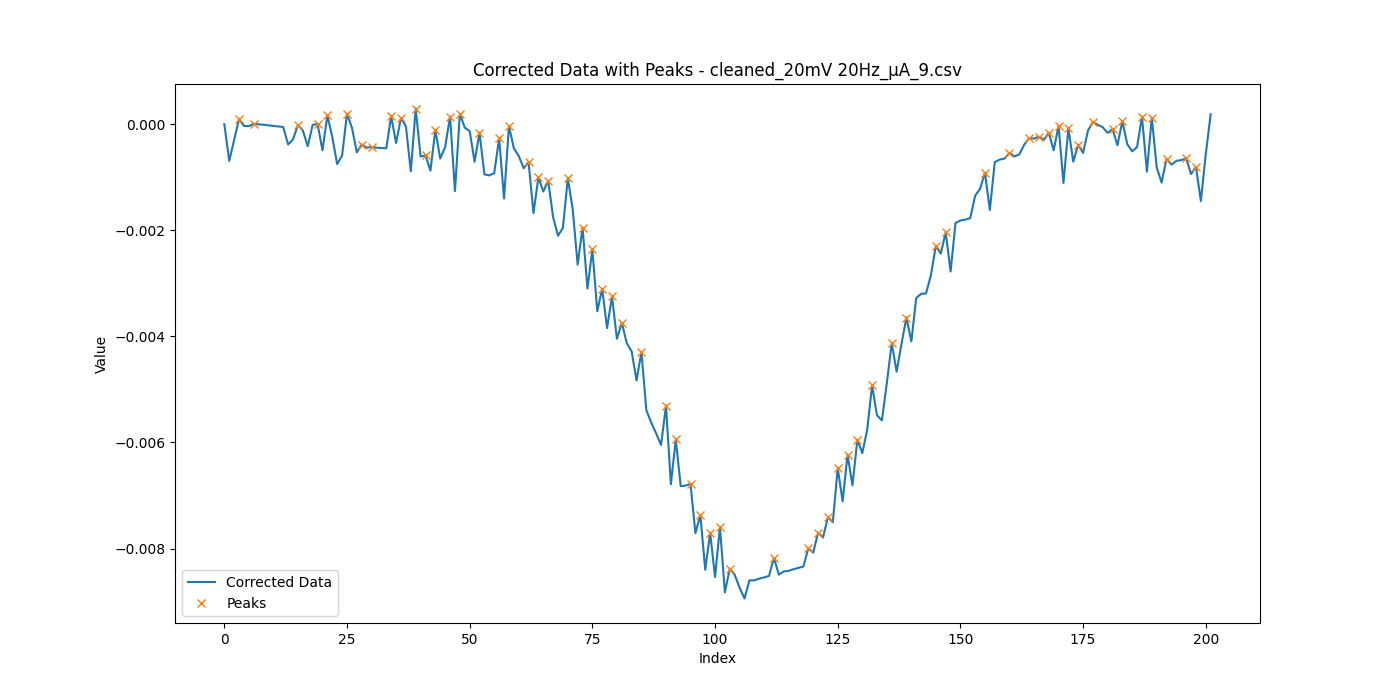 Corrected Data with Peaks - cleaned_20mV 20Hz_μA_9.csv
0.000
−0.002
−0.004
−0.006
−0.008
Value
Corrected Data
Peaks
0 25 50 75 100 125 150 175 200
Index